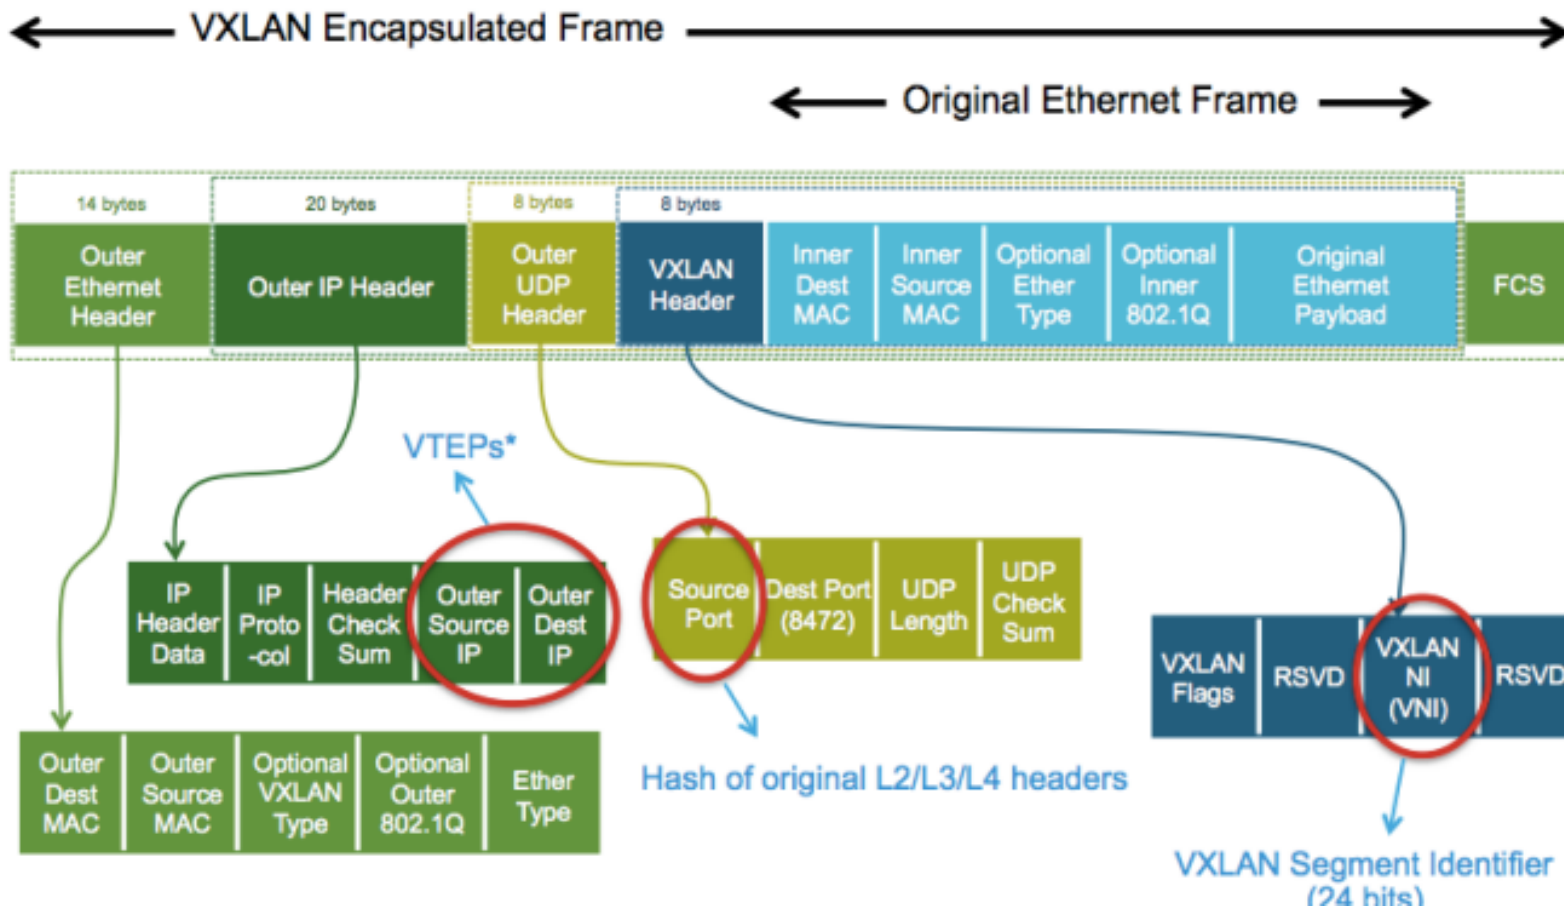 VXLAN Encapsulated Frame
Original Ethernet Frame
14 bytes
20 bytes
8 bytes
8 bytes
Outer
Ethernet
Header
Outer IP Header
Outer
UDP
Header
VXLAN
Header
Inner
Dest
MAC
Inner
Source
MAC
Optional
Ether
Type
Optional
Inner
802.1Q
Original
Ethernet
Payload
FCS
VTEPs*
IP
Header
Data
IP
Proto
-col
Header
Check
Sum
Outer
Source
IP
Outer
Dest
IP
Source
Port
Dest Port
(8472)
UDP
Length
UDP
Check
Sum
VXLAN
Flags
RSVD
VXLAN
NI
(VNI)
RSVD
Outer
Dest
MAC
Outer
Source
MAC
Optional
VXLAN
Type
Optional
Outer
802.1Q
Ether
Type
Hash of original L2/L3/L4 headers
VXLAN Segment Identifier
(24 bits)